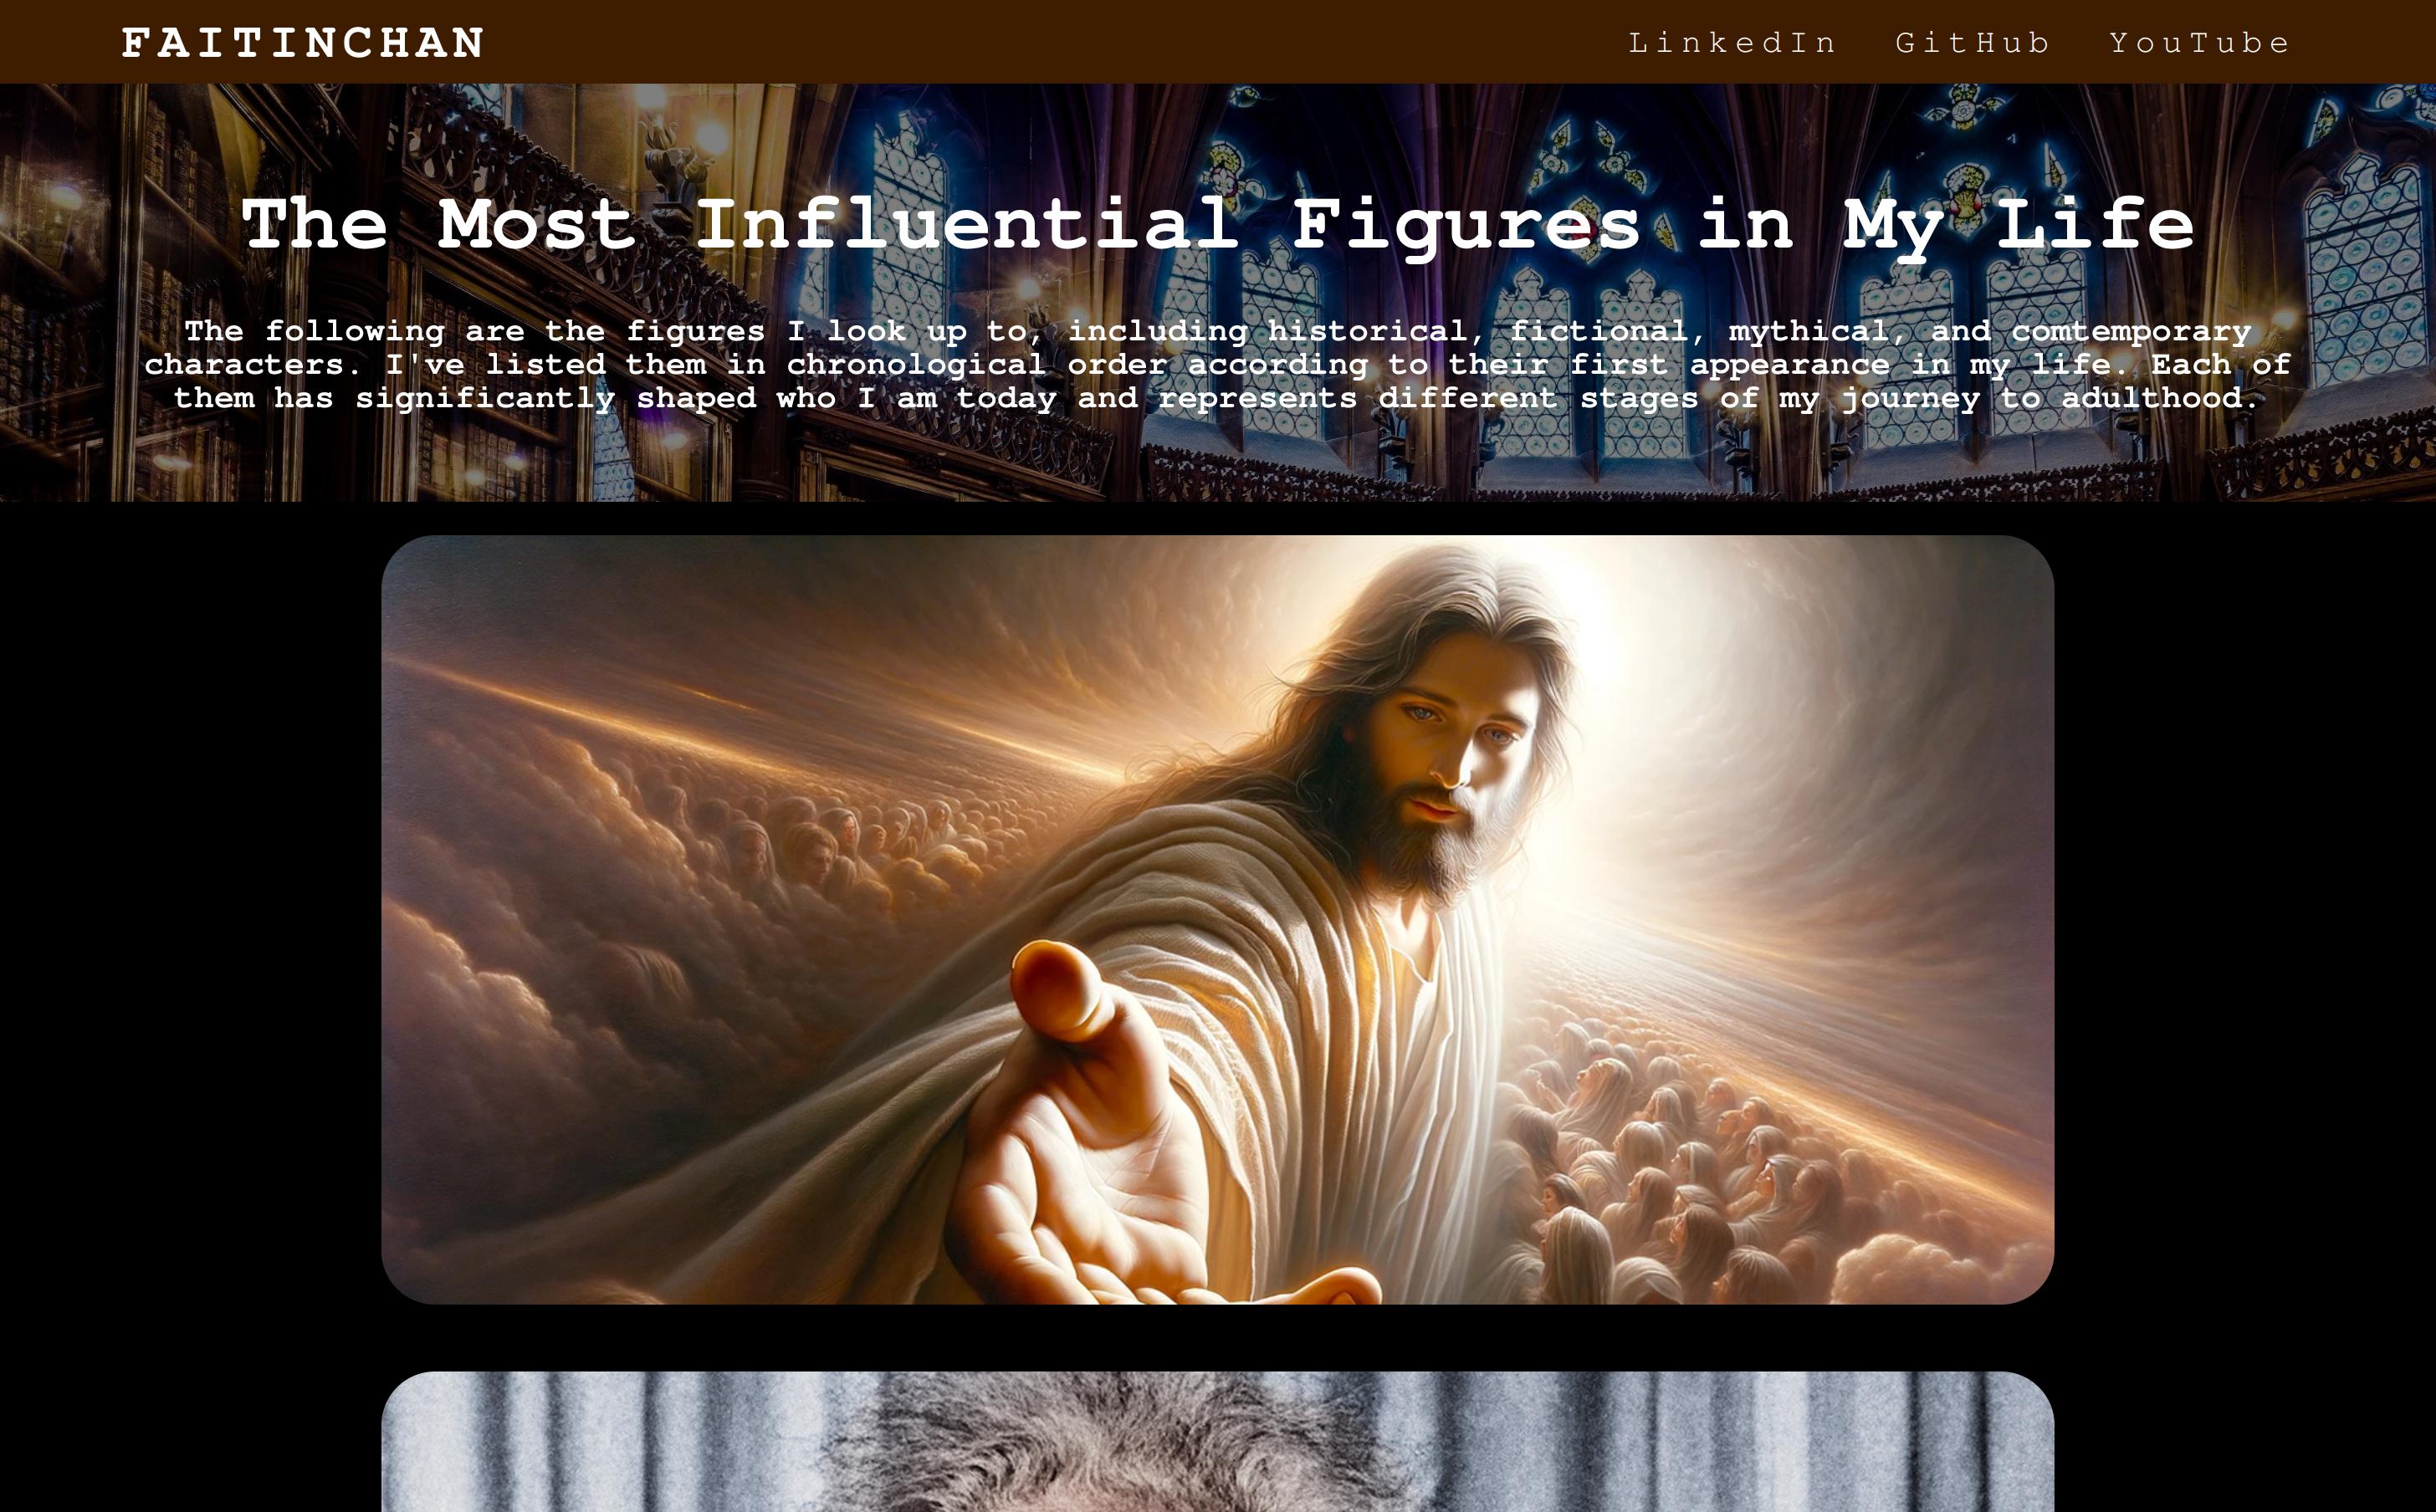 FAITINCHAN
LinkedIn GitHub YouTube
The Most Influential Figures in My Life
The following are the figures I look up to, including historical, fictional, mythical, and comtemporary
characters. I've listed them in chronological order according to their first appearance in my life. Each of
them has significantly shaped who I am today and represents different stages of my journey to adulthood.